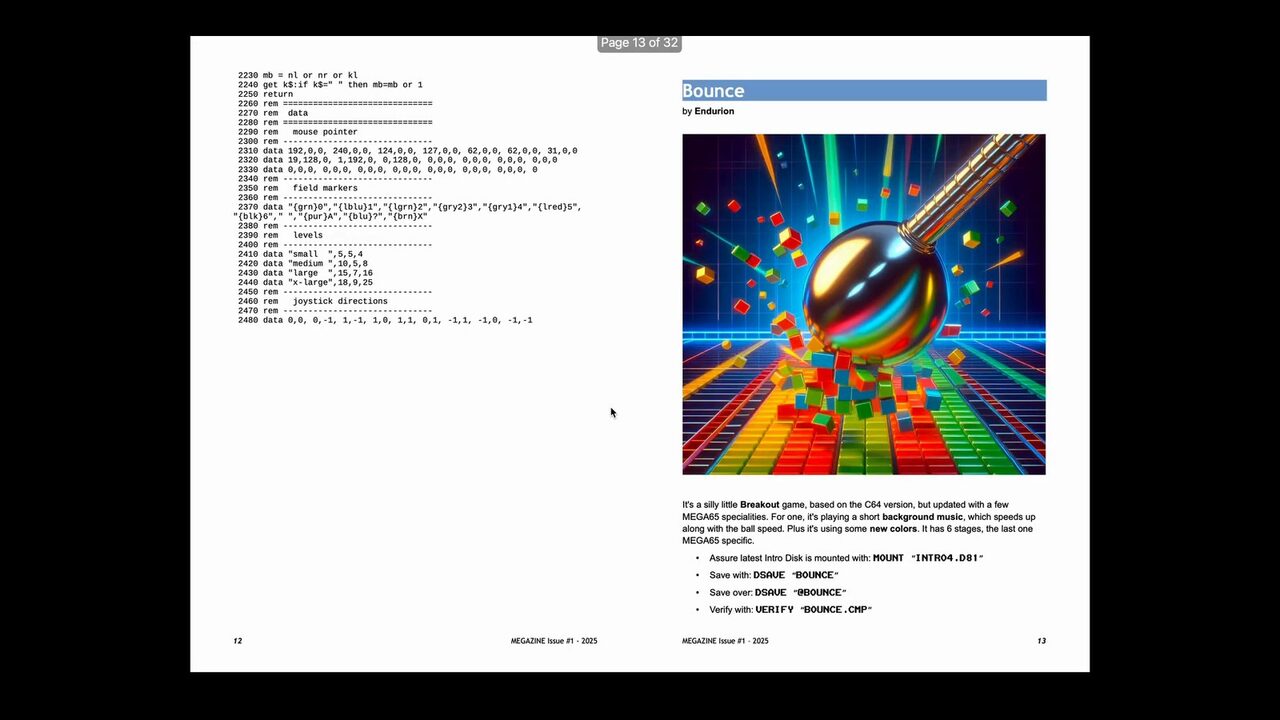 Page 13 of 32
2230 mb = nl or nr or kl
2240 get k$:if k$=" " then mb=mb or 1
2250 return
2260 rem ==============================
2270 rem  data
2280 rem ==============================
2290 rem   mouse pointer
2300 rem ------------------------------
2310 data 192,0,0, 240,0,0, 124,0,0, 127,0,0, 62,0,0, 62,0,0, 31,0,0
2320 data 19,128,0, 1,192,0, 0,128,0, 0,0,0, 0,0,0, 0,0,0, 0,0,0
2330 data 0,0,0, 0,0,0, 0,0,0, 0,0,0, 0,0,0, 0,0,0, 0,0,0, 0
2340 rem ------------------------------
2350 rem   field markers
2360 rem ------------------------------
2370 data "{grn}0","{lblu}1","{lgrn}2","{gry2}3","{gry1}4","{lred}5",
"{blk}6"," ","{pur}A","{blu}?","{brn}X"
2380 rem ------------------------------
2390 rem   levels
2400 rem ------------------------------
2410 data "small  ",5,5,4
2420 data "medium ",10,5,8
2430 data "large  ",15,7,16
2440 data "x-large",18,9,25
2450 rem ------------------------------
2460 rem   joystick directions
2470 rem ------------------------------
2480 data 0,0, 0,-1, 1,-1, 1,0, 1,1, 0,1, -1,1, -1,0, -1,-1
12
MEGAZINE Issue #1 - 2025
Bounce
by Endurion
It's a silly little Breakout game, based on the C64 version, but updated with a few
MEGA65 specialities. For one, it's playing a short background music, which speeds up
along with the ball speed. Plus it's using some new colors. It has 6 stages, the last one
MEGA65 specific.
• Assure latest Intro Disk is mounted with: MOUNT "INTRO4.D81"
• Save with: DSAVE "BOUNCE"
• Save over: DSAVE "@BOUNCE"
• Verify with: VERIFY "BOUNCE.CMP"
MEGAZINE Issue #1 - 2025
13